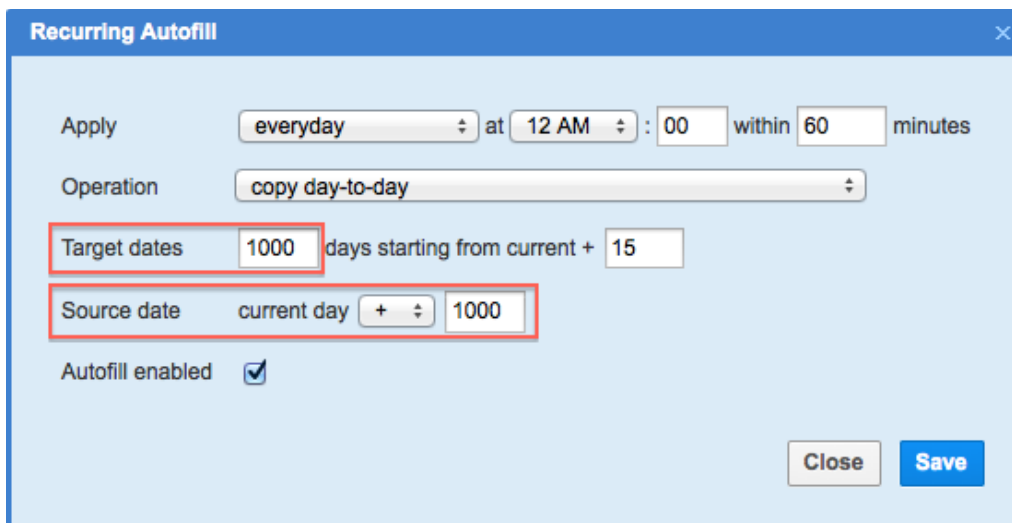 Recurring Autofill ×
Apply everyday at 12 AM : 00 within 60 minutes
Operation copy day-to-day
Target dates 1000 days starting from current + 15
Source date current day + 1000
Autofill enabled
Close Save